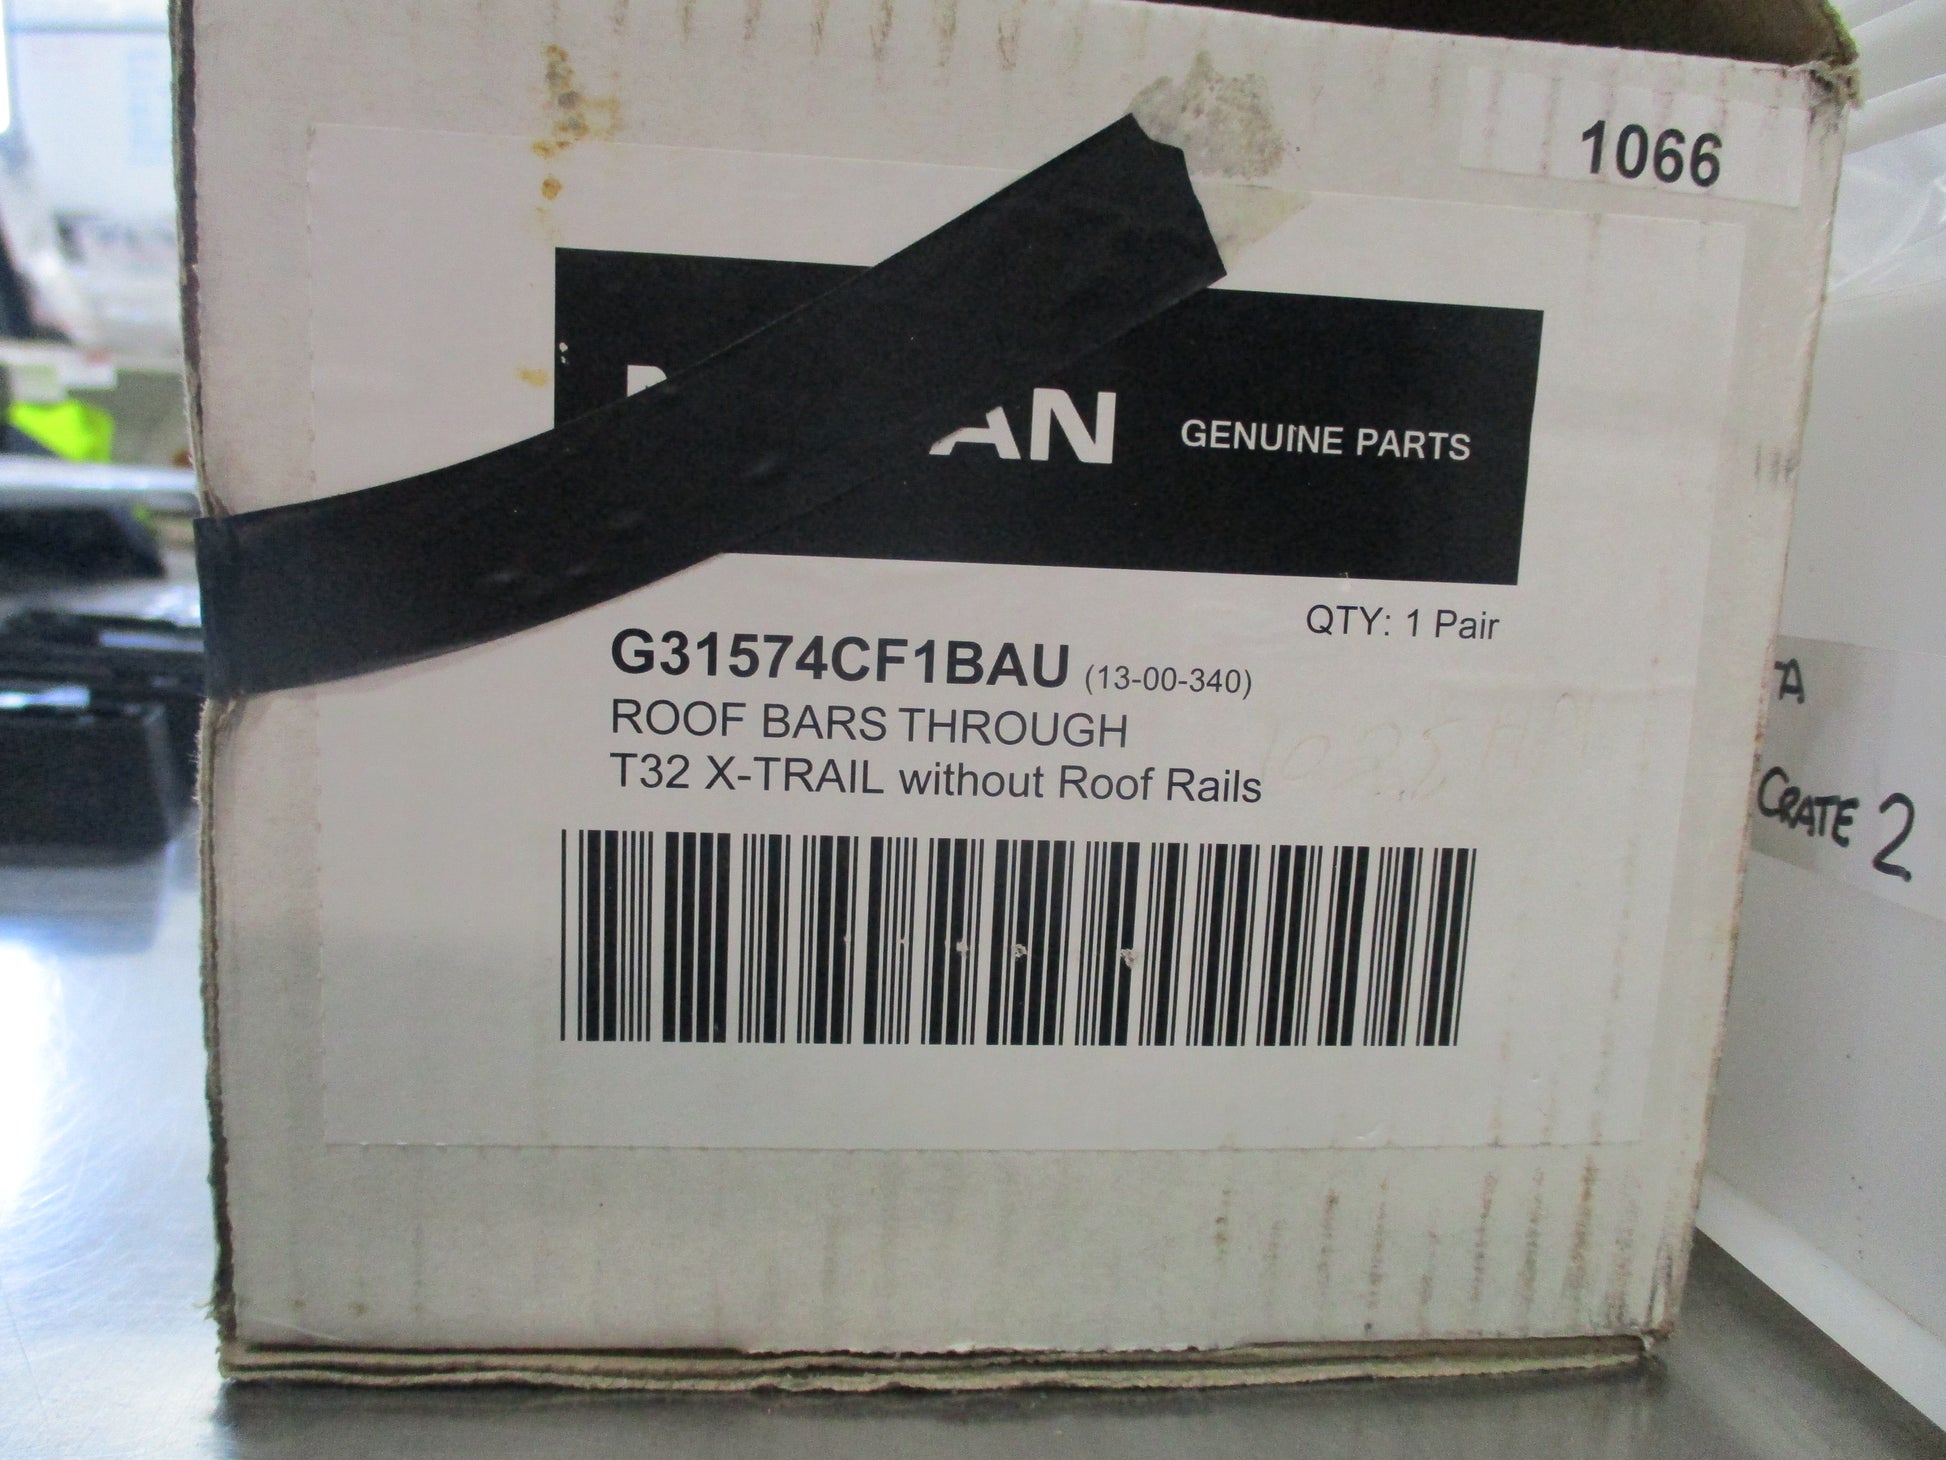 1066
AN GENUINE PARTS
QTY: 1 Pair
G31574CF1BAU (13-00-340)
ROOF BARS THROUGH
T32 X-TRAIL without Roof Rails
A
CRATE 2